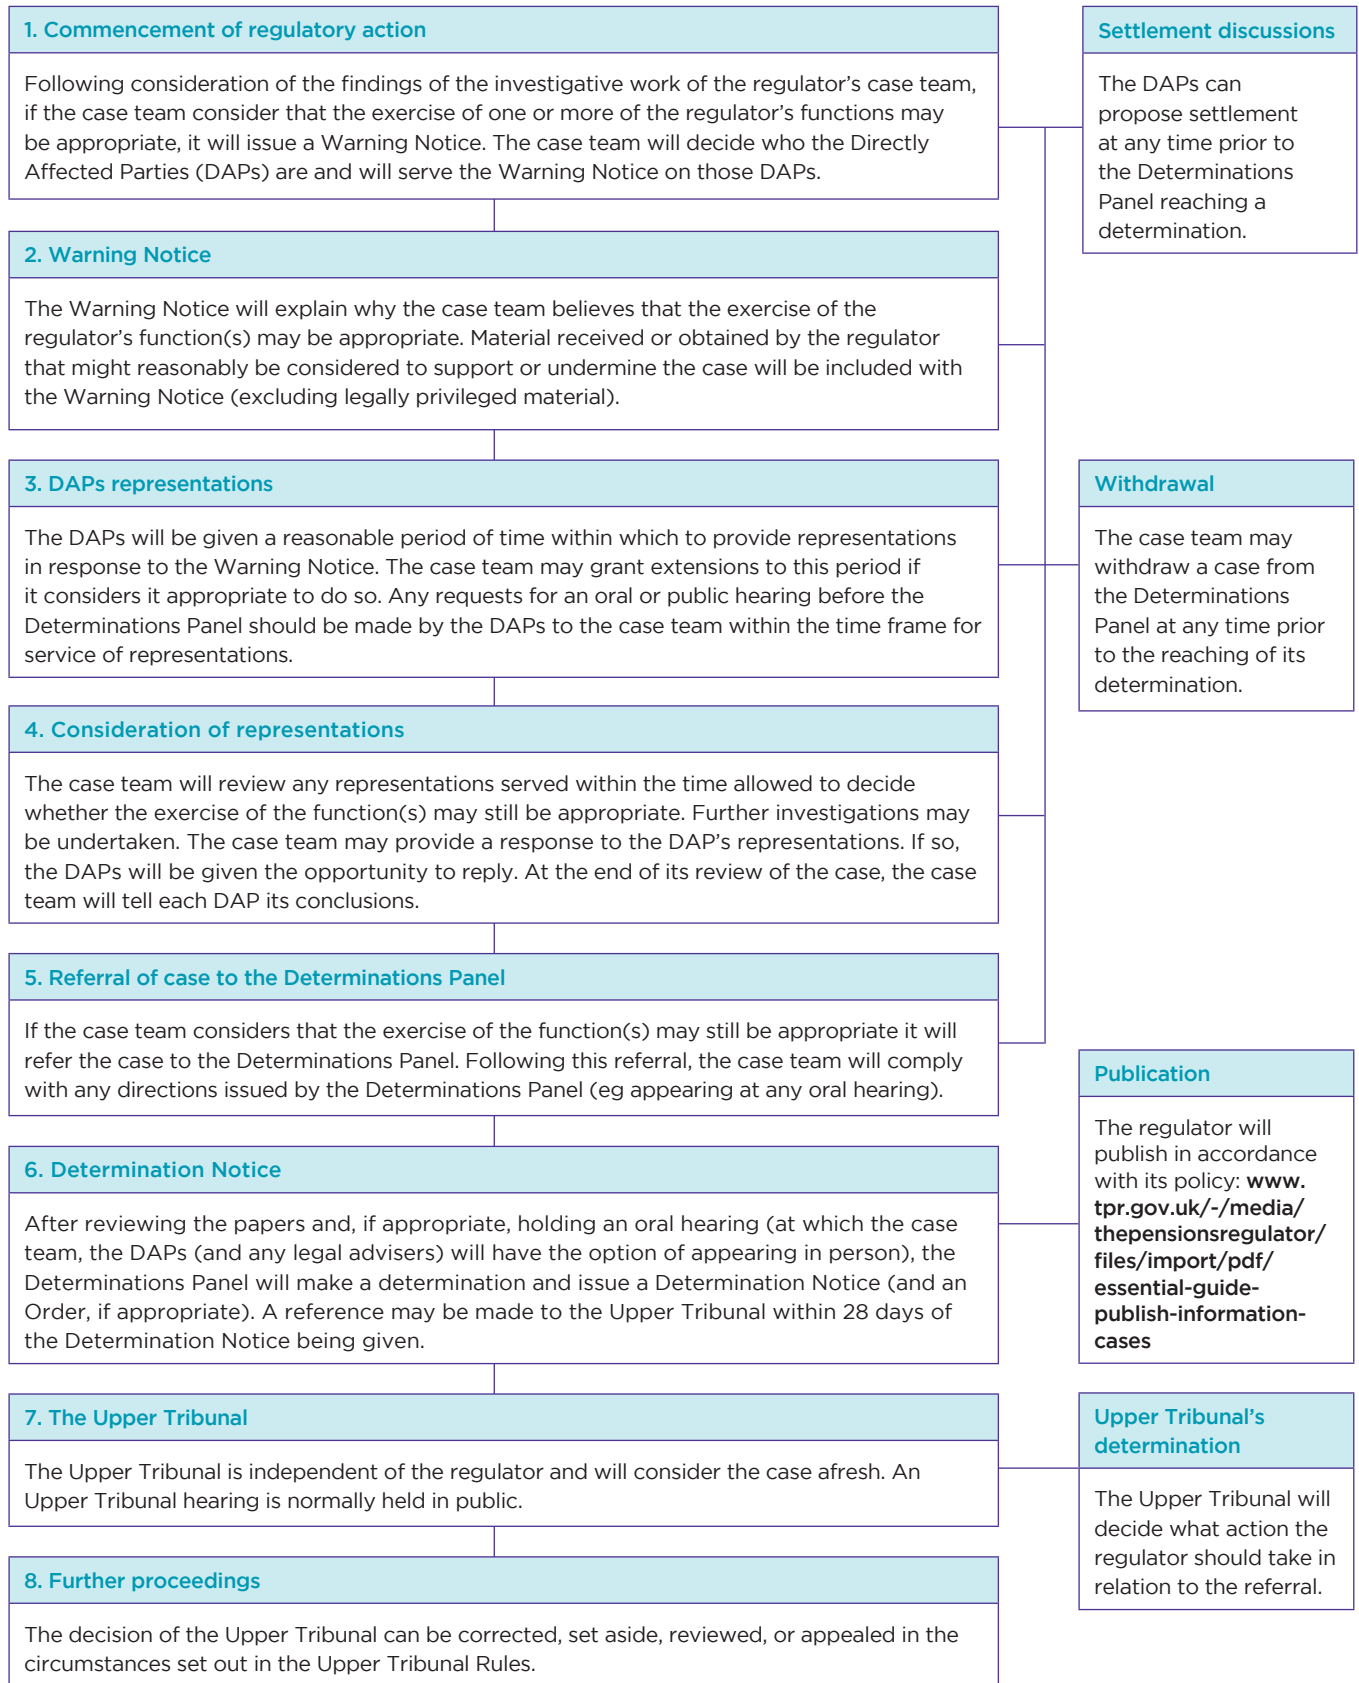 1. Commencement of regulatory action
Following consideration of the findings of the investigative work of the regulator's case team,
if the case team consider that the exercise of one or more of the regulator's functions may
be appropriate, it will issue a Warning Notice. The case team will decide who the Directly
Affected Parties (DAPs) are and will serve the Warning Notice on those DAPs.
Settlement discussions
The DAPs can
propose settlement
at any time prior to
the Determinations
Panel reaching a
determination.
2. Warning Notice
The Warning Notice will explain why the case team believes that the exercise of the
regulator's function(s) may be appropriate. Material received or obtained by the regulator
that might reasonably be considered to support or undermine the case will be included with
the Warning Notice (excluding legally privileged material).
3. DAPs representations
The DAPs will be given a reasonable period of time within which to provide representations
in response to the Warning Notice. The case team may grant extensions to this period if
it considers it appropriate to do so. Any requests for an oral or public hearing before the
Determinations Panel should be made by the DAPs to the case team within the time frame for
service of representations.
Withdrawal
The case team may
withdraw a case from
the Determinations
Panel at any time prior
to the reaching of its
determination.
4. Consideration of representations
The case team will review any representations served within the time allowed to decide
whether the exercise of the function(s) may still be appropriate. Further investigations may
be undertaken. The case team may provide a response to the DAP's representations. If so,
the DAPs will be given the opportunity to reply. At the end of its review of the case, the case
team will tell each DAP its conclusions.
5. Referral of case to the Determinations Panel
If the case team considers that the exercise of the function(s) may still be appropriate it will
refer the case to the Determinations Panel. Following this referral, the case team will comply
with any directions issued by the Determinations Panel (eg appearing at any oral hearing).
6. Determination Notice
After reviewing the papers and, if appropriate, holding an oral hearing (at which the case
team, the DAPs (and any legal advisers) will have the option of appearing in person), the
Determinations Panel will make a determination and issue a Determination Notice (and an
Order, if appropriate). A reference may be made to the Upper Tribunal within 28 days of
the Determination Notice being given.
Publication
The regulator will
publish in accordance
with its policy: www.
tpr.gov.uk/-/media/
thepensionsregulator/
files/import/pdf/
essential-guide-
publish-information-
cases
7. The Upper Tribunal
The Upper Tribunal is independent of the regulator and will consider the case afresh. An
Upper Tribunal hearing is normally held in public.
Upper Tribunal's
determination
The Upper Tribunal will
decide what action the
regulator should take in
relation to the referral.
8. Further proceedings
The decision of the Upper Tribunal can be corrected, set aside, reviewed, or appealed in the
circumstances set out in the Upper Tribunal Rules.